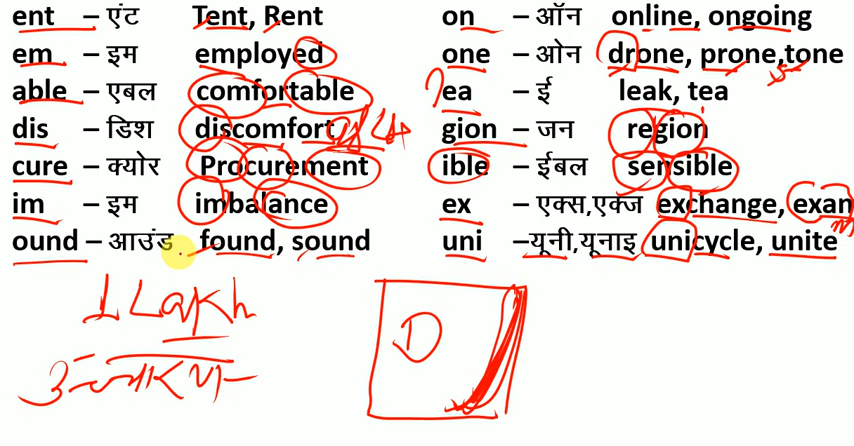 ent – एंट Tent, Rent
em – इम employed
able – एबल comfortable
dis – डिश discomfort
cure – क्योर Procurement
im – इम imbalance
ound – आउंड found, sound
on – ऑन online, ongoing
one – ओन drone, prone,tone
ea – ई leak, tea
gion – जन region
ible – ईबल sensible
ex – एक्स,एक्ज exchange, exam
uni –यूनी,यूनाइ unicycle, unite
1 Lakh
उच्चारण
D